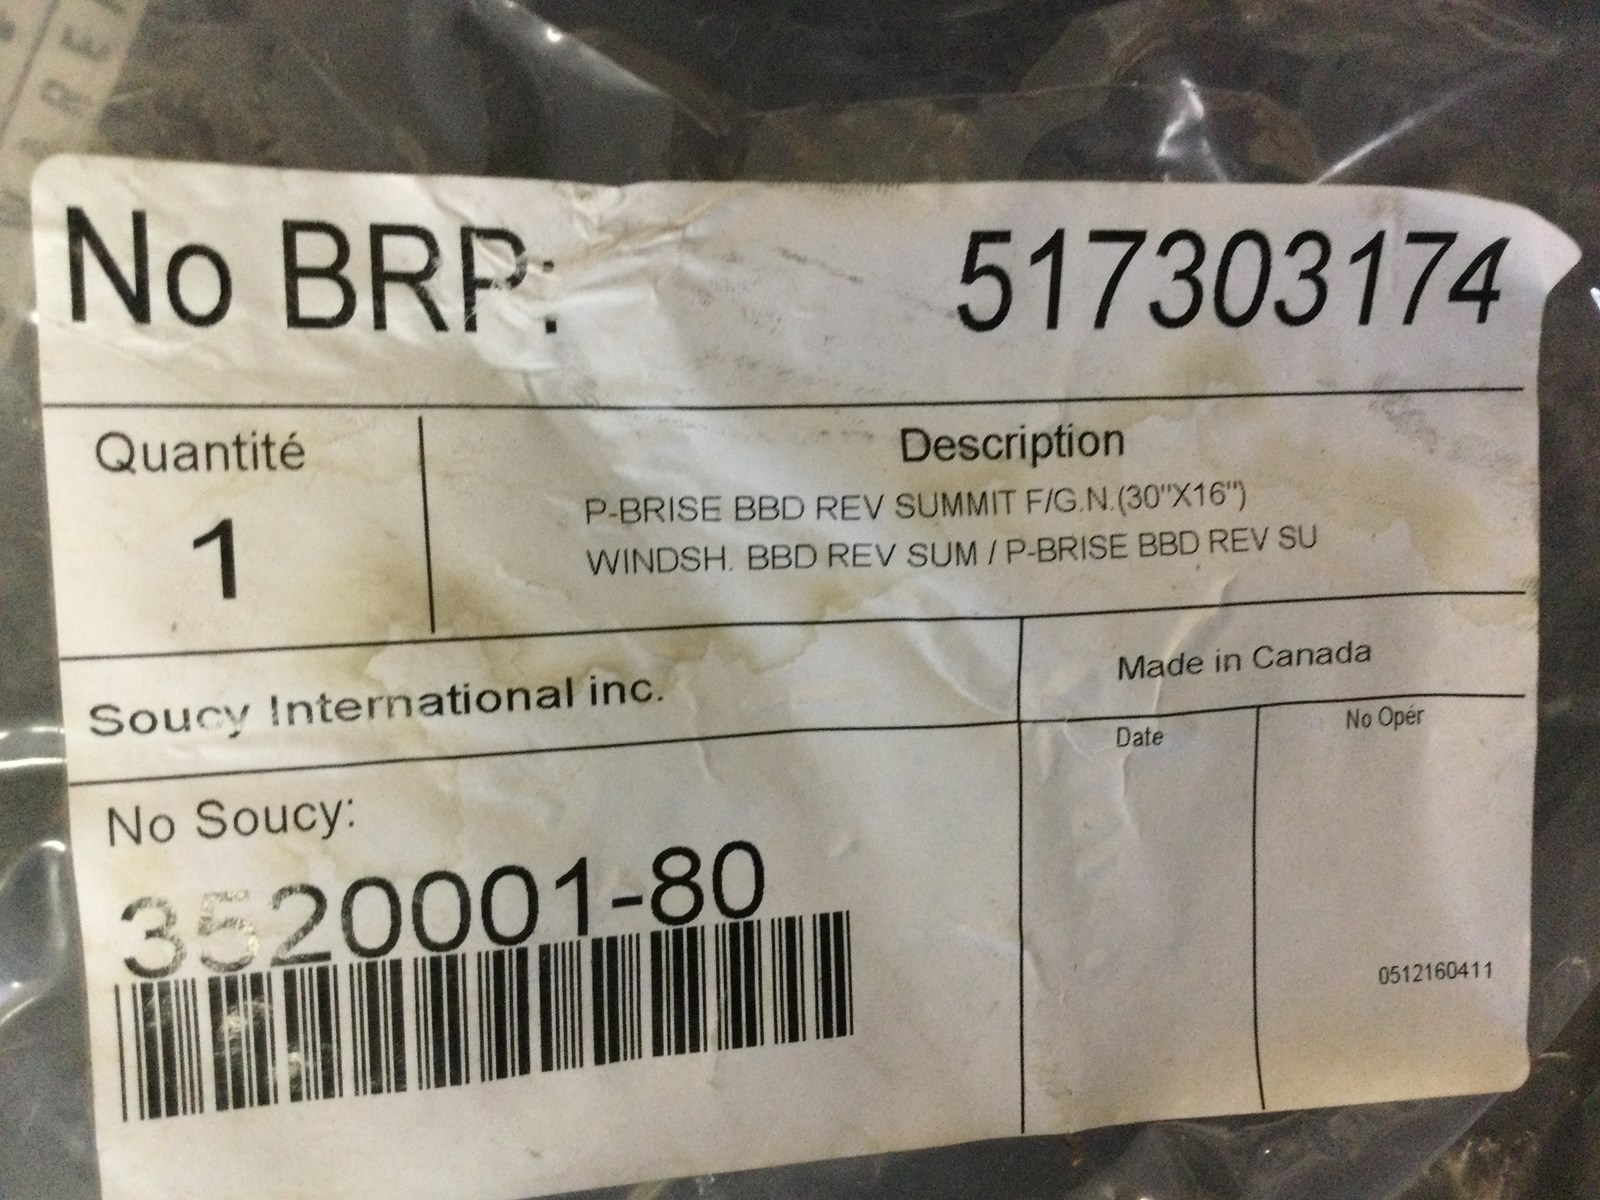 No BRP: 517303174
Quantité
Description
1
P-BRISE BBD REV SUMMIT F/G.N.(30"X16")
WINDSH. BBD REV SUM / P-BRISE BBD REV SU
Soucy International inc.
Made in Canada
Date
No Opér
No Soucy:
3520001-80
0512160411